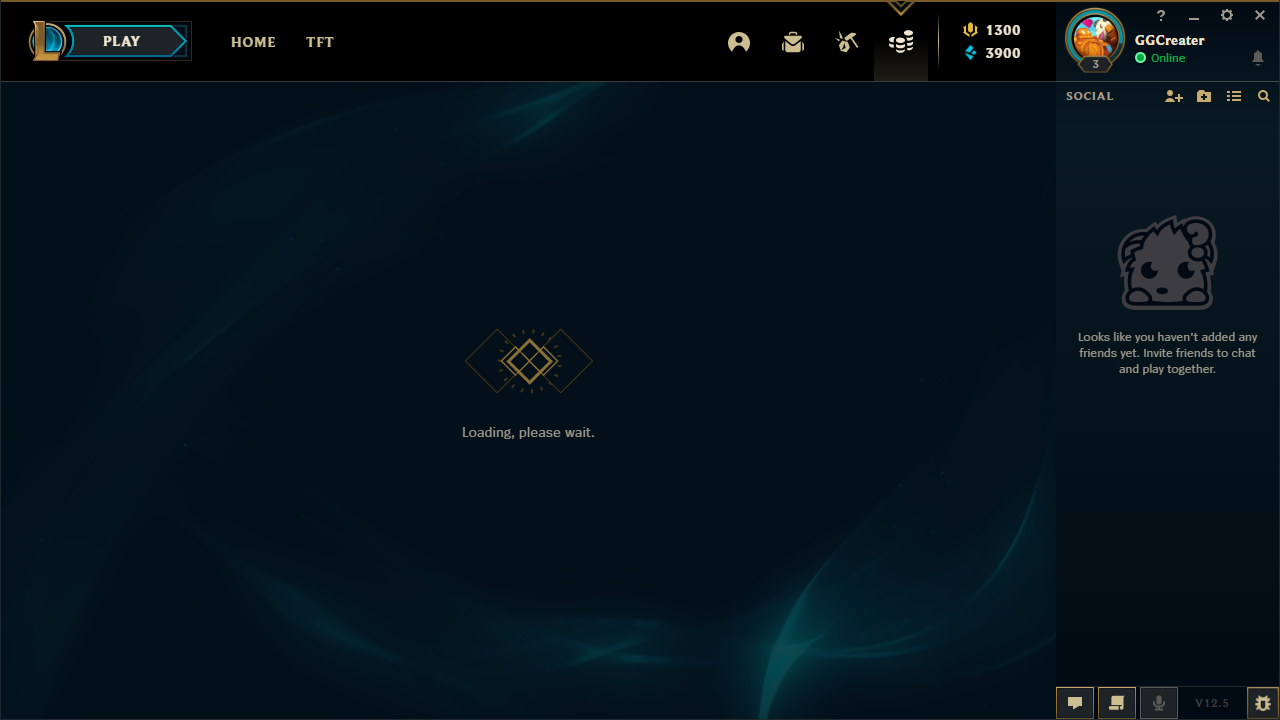 PLAY
HOME
TFT
1300
3900
?
GGCreater
3
Online
SOCIAL
Looks like you haven't added any
friends yet. Invite friends to chat
and play together.
Loading, please wait.
V12.5